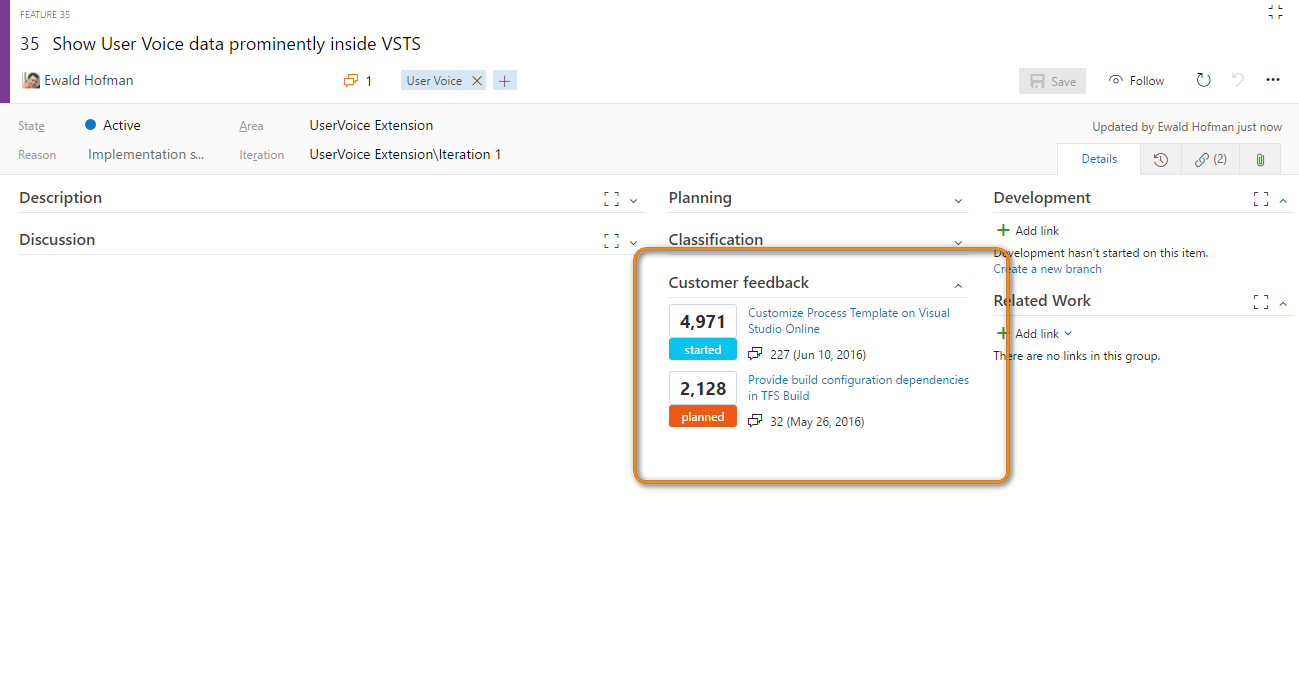 FEATURE 35
35 Show User Voice data prominently inside VSTS
Ewald Hofman
1
User Voice
Save
Follow
State
Active
Area
UserVoice Extension
Updated by Ewald Hofman just now
Reason
Implementation s...
Iteration
UserVoice Extension\Iteration 1
Details
(2)
Description
Discussion
Planning
Classification
Customer feedback
4,971
started
Customize Process Template on Visual
Studio Online
227 (Jun 10, 2016)
2,128
planned
Provide build configuration dependencies
in TFS Build
32 (May 26, 2016)
Development
Add link
Development hasn't started on this item.
Create a new branch
Related Work
Add link
There are no links in this group.